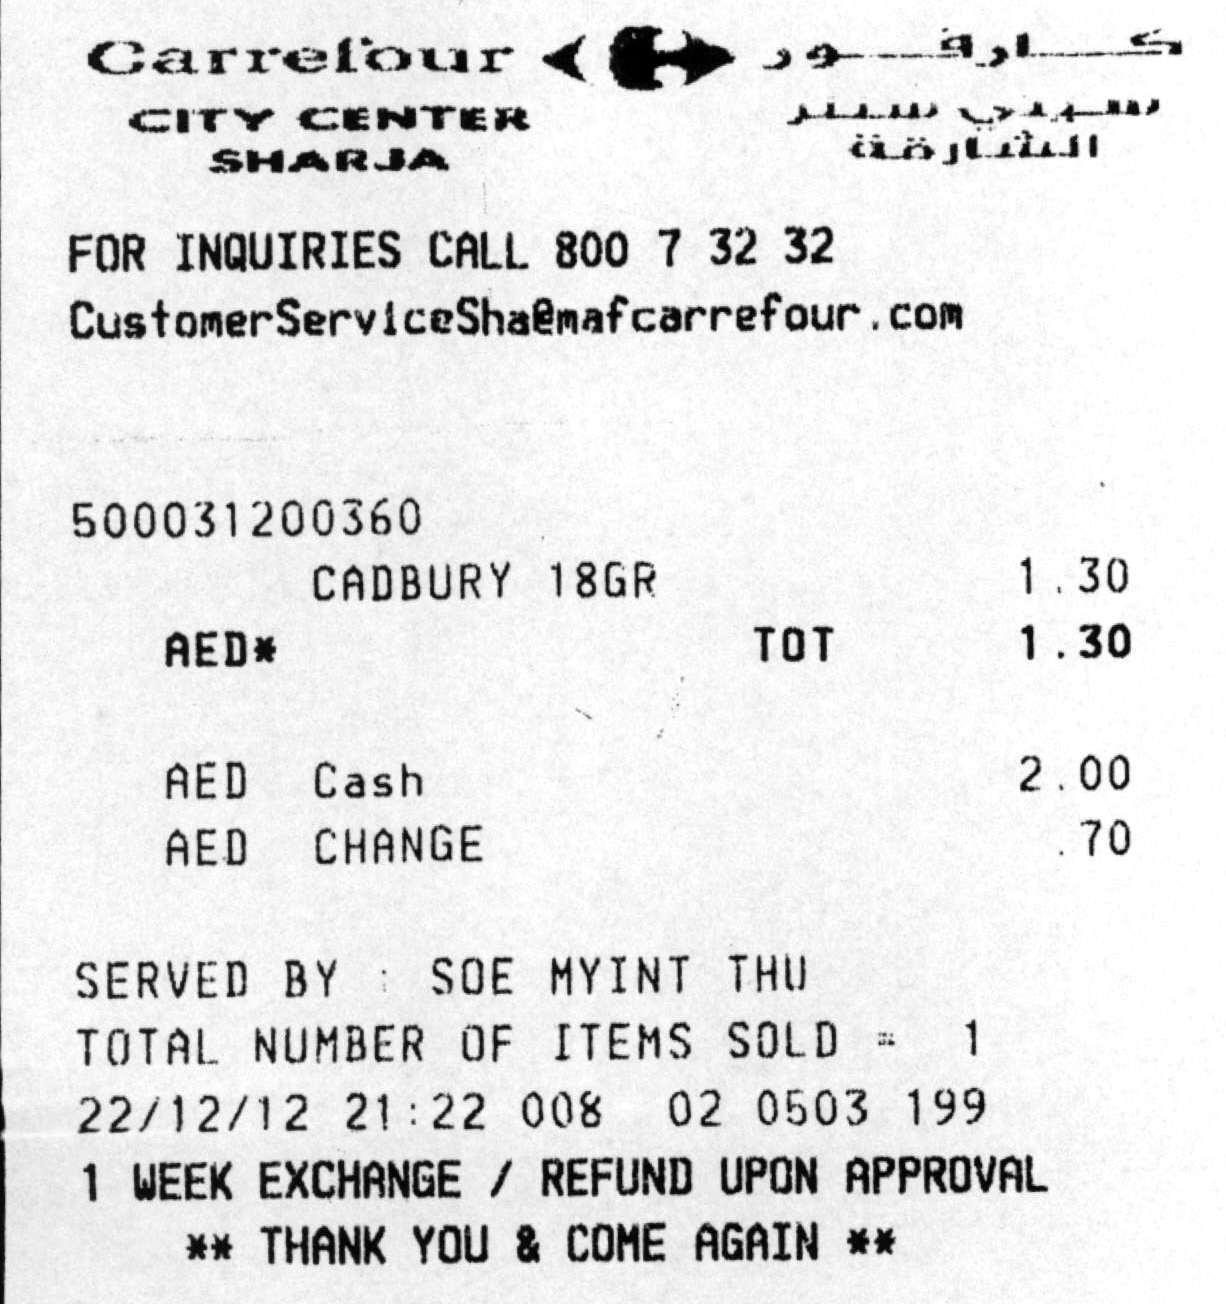 Carrefour كارفور
CITY CENTER سيتي سنتر
SHARJA الشارقة
FOR INQUIRIES CALL 800 7 32 32
CustomerServiceSha@mafcarrefour.com
500031200360
CADBURY 18GR 1.30
AED* TOT 1.30
AED Cash 2.00
AED CHANGE .70
SERVED BY : SOE MYINT THU
TOTAL NUMBER OF ITEMS SOLD = 1
22/12/12 21:22 008 02 0503 199
1 WEEK EXCHANGE / REFUND UPON APPROVAL
** THANK YOU & COME AGAIN **